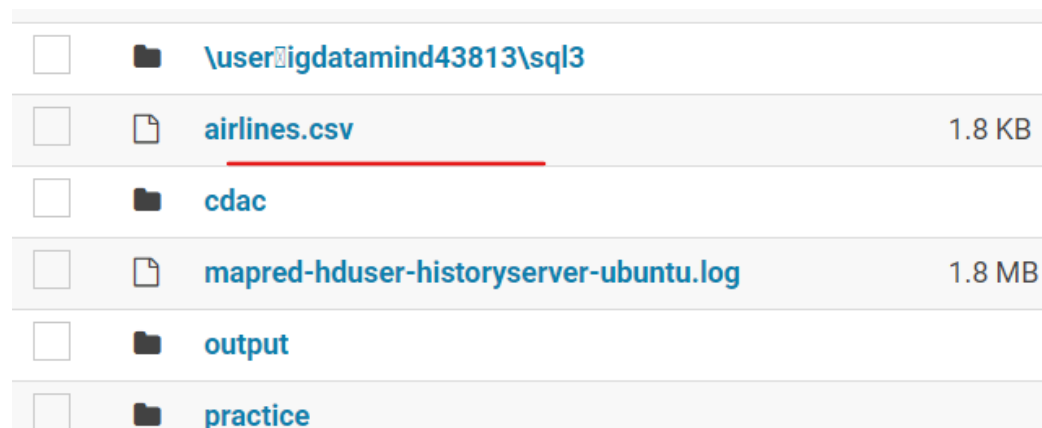 \user▯igdatamind43813\sql3
airlines.csv 1.8 KB
cdac
mapred-hduser-historyserver-ubuntu.log 1.8 MB
output
practice